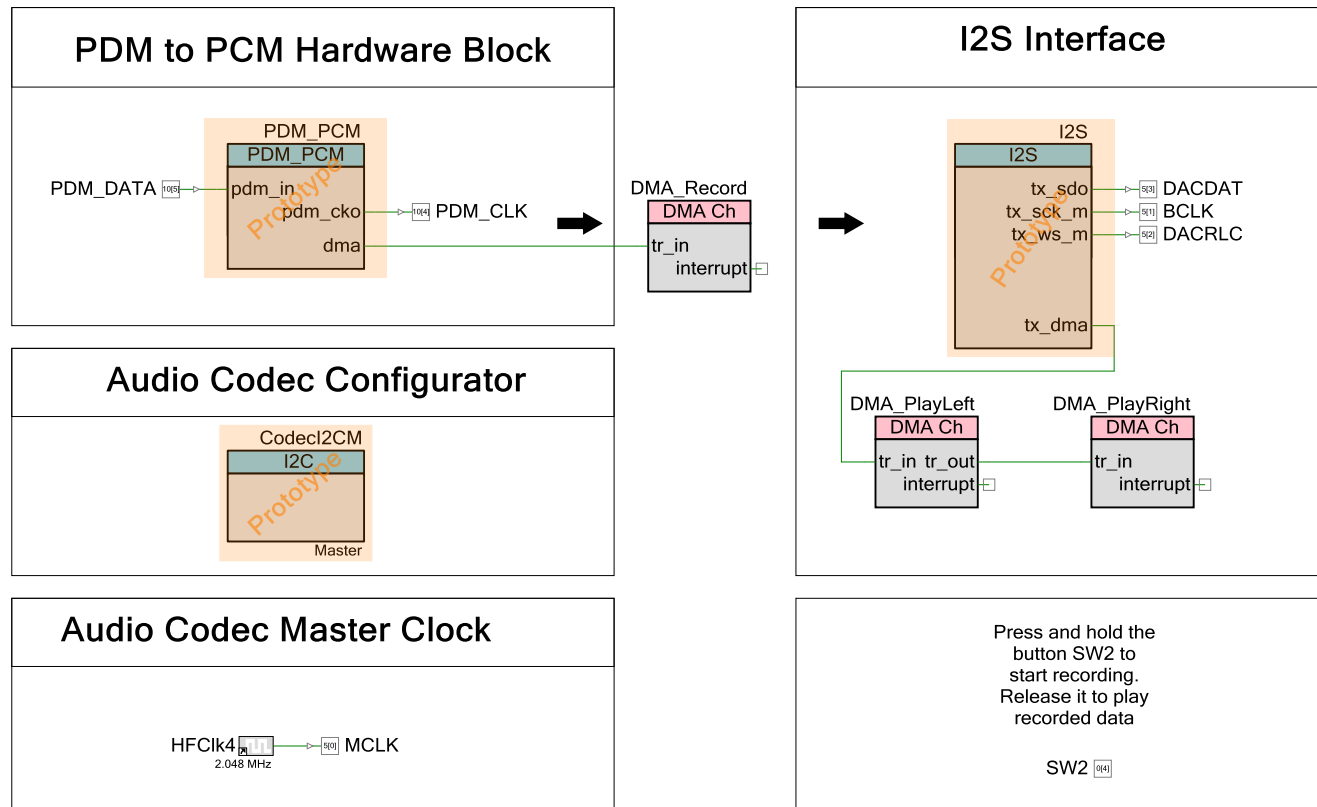 PDM to PCM Hardware Block
PDM_PCM
PDM_PCM
PDM_DATA 10[5] pdm_in
pdm_cko 10[4] PDM_CLK
dma
Prototype
DMA_Record
DMA Ch
tr_in
interrupt
I2S Interface
I2S
I2S
tx_sdo 5[3] DACDAT
tx_sck_m 5[1] BCLK
tx_ws_m 5[2] DACRLC
Prototype
tx_dma
DMA_PlayLeft
DMA Ch
tr_in tr_out
interrupt
DMA_PlayRight
DMA Ch
tr_in
interrupt
Audio Codec Configurator
CodecI2CM
I2C
Prototype
Master
Audio Codec Master Clock
HFClk4 5[0] MCLK
2.048 MHz
Press and hold the
button SW2 to
start recording.
Release it to play
recorded data
SW2 0[4]